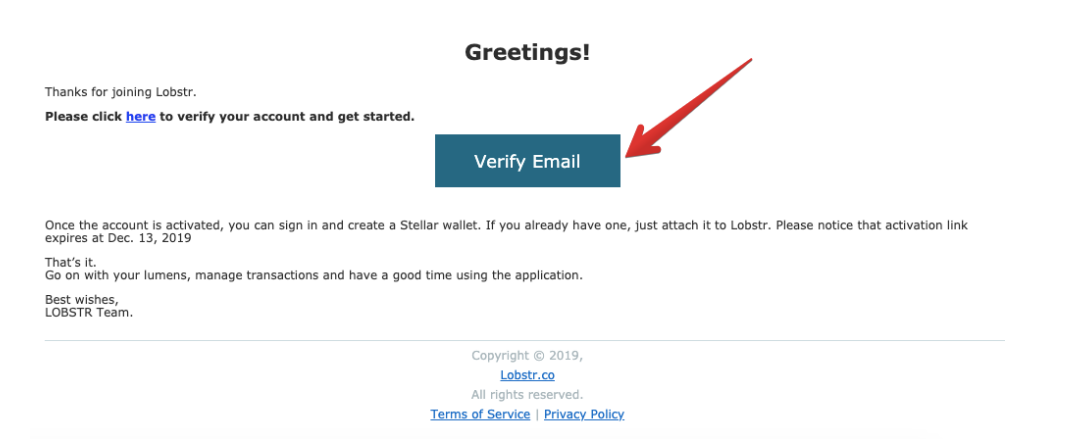 Greetings!
Thanks for joining Lobstr.
Please click here to verify your account and get started.
Verify Email
Once the account is activated, you can sign in and create a Stellar wallet. If you already have one, just attach it to Lobstr. Please notice that activation link
expires at Dec. 13, 2019
That's it.
Go on with your lumens, manage transactions and have a good time using the application.
Best wishes,
LOBSTR Team.
Copyright © 2019,
Lobstr.co
All rights reserved.
Terms of Service | Privacy Policy